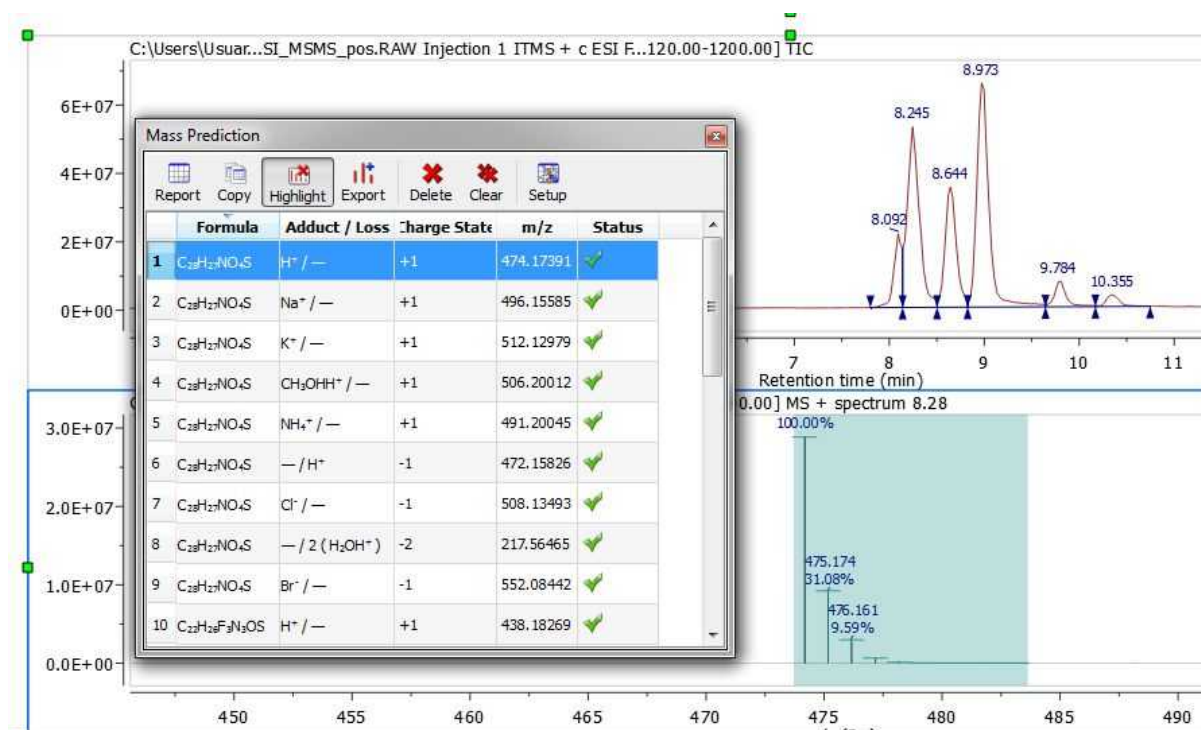 C:\Users\Usuar...SI_MSMS_pos.RAW Injection 1 ITMS + c ESI F...120.00-1200.00] TIC
6E+07
4E+07
2E+07
0E+00
8.092
8.245
8.644
8.973
9.784
10.355
7 8 9 10 11
Retention time (min)
Mass Prediction
Report Copy Highlight Export Delete Clear Setup
Formula Adduct / Loss Charge State m/z Status
1 C₂₈H₂₇NO₄S H⁺ / — +1 474.17391
2 C₂₈H₂₇NO₄S Na⁺ / — +1 496.15585
3 C₂₈H₂₇NO₄S K⁺ / — +1 512.12979
4 C₂₈H₂₇NO₄S CH₃OHH⁺ / — +1 506.20012
5 C₂₈H₂₇NO₄S NH₄⁺ / — +1 491.20045
6 C₂₈H₂₇NO₄S — / H⁺ -1 472.15826
7 C₂₈H₂₇NO₄S Cl⁻ / — -1 508.13493
8 C₂₈H₂₇NO₄S — / 2 ( H₂OH⁺ ) -2 217.56465
9 C₂₈H₂₇NO₄S Br⁻ / — -1 552.08442
10 C₂₃H₂₆F₃N₃OS H⁺ / — +1 438.18269
0.00] MS + spectrum 8.28
3.0E+07
2.0E+07
1.0E+07
0.0E+00
100.00%
475.174
31.08%
476.161
9.59%
450 455 460 465 470 475 480 485 490